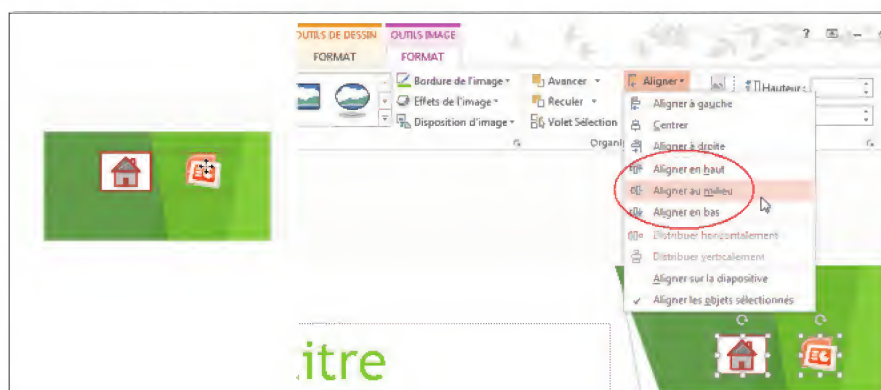 OUTILS DE DESSIN OUTILS IMAGE
FORMAT FORMAT
?
Bordure de l'image
Effets de l'image
Disposition d'image
Avancer
Reculer
Volet Sélection
Aligner
Hauteur :
Organi
Aligner à gauche
Centrer
Aligner à droite
Aligner en haut
Aligner au milieu
Aligner en bas
Distribuer horizontalement
Distribuer verticalement
Aligner sur la diapositive
Aligner les objets sélectionnés
itre